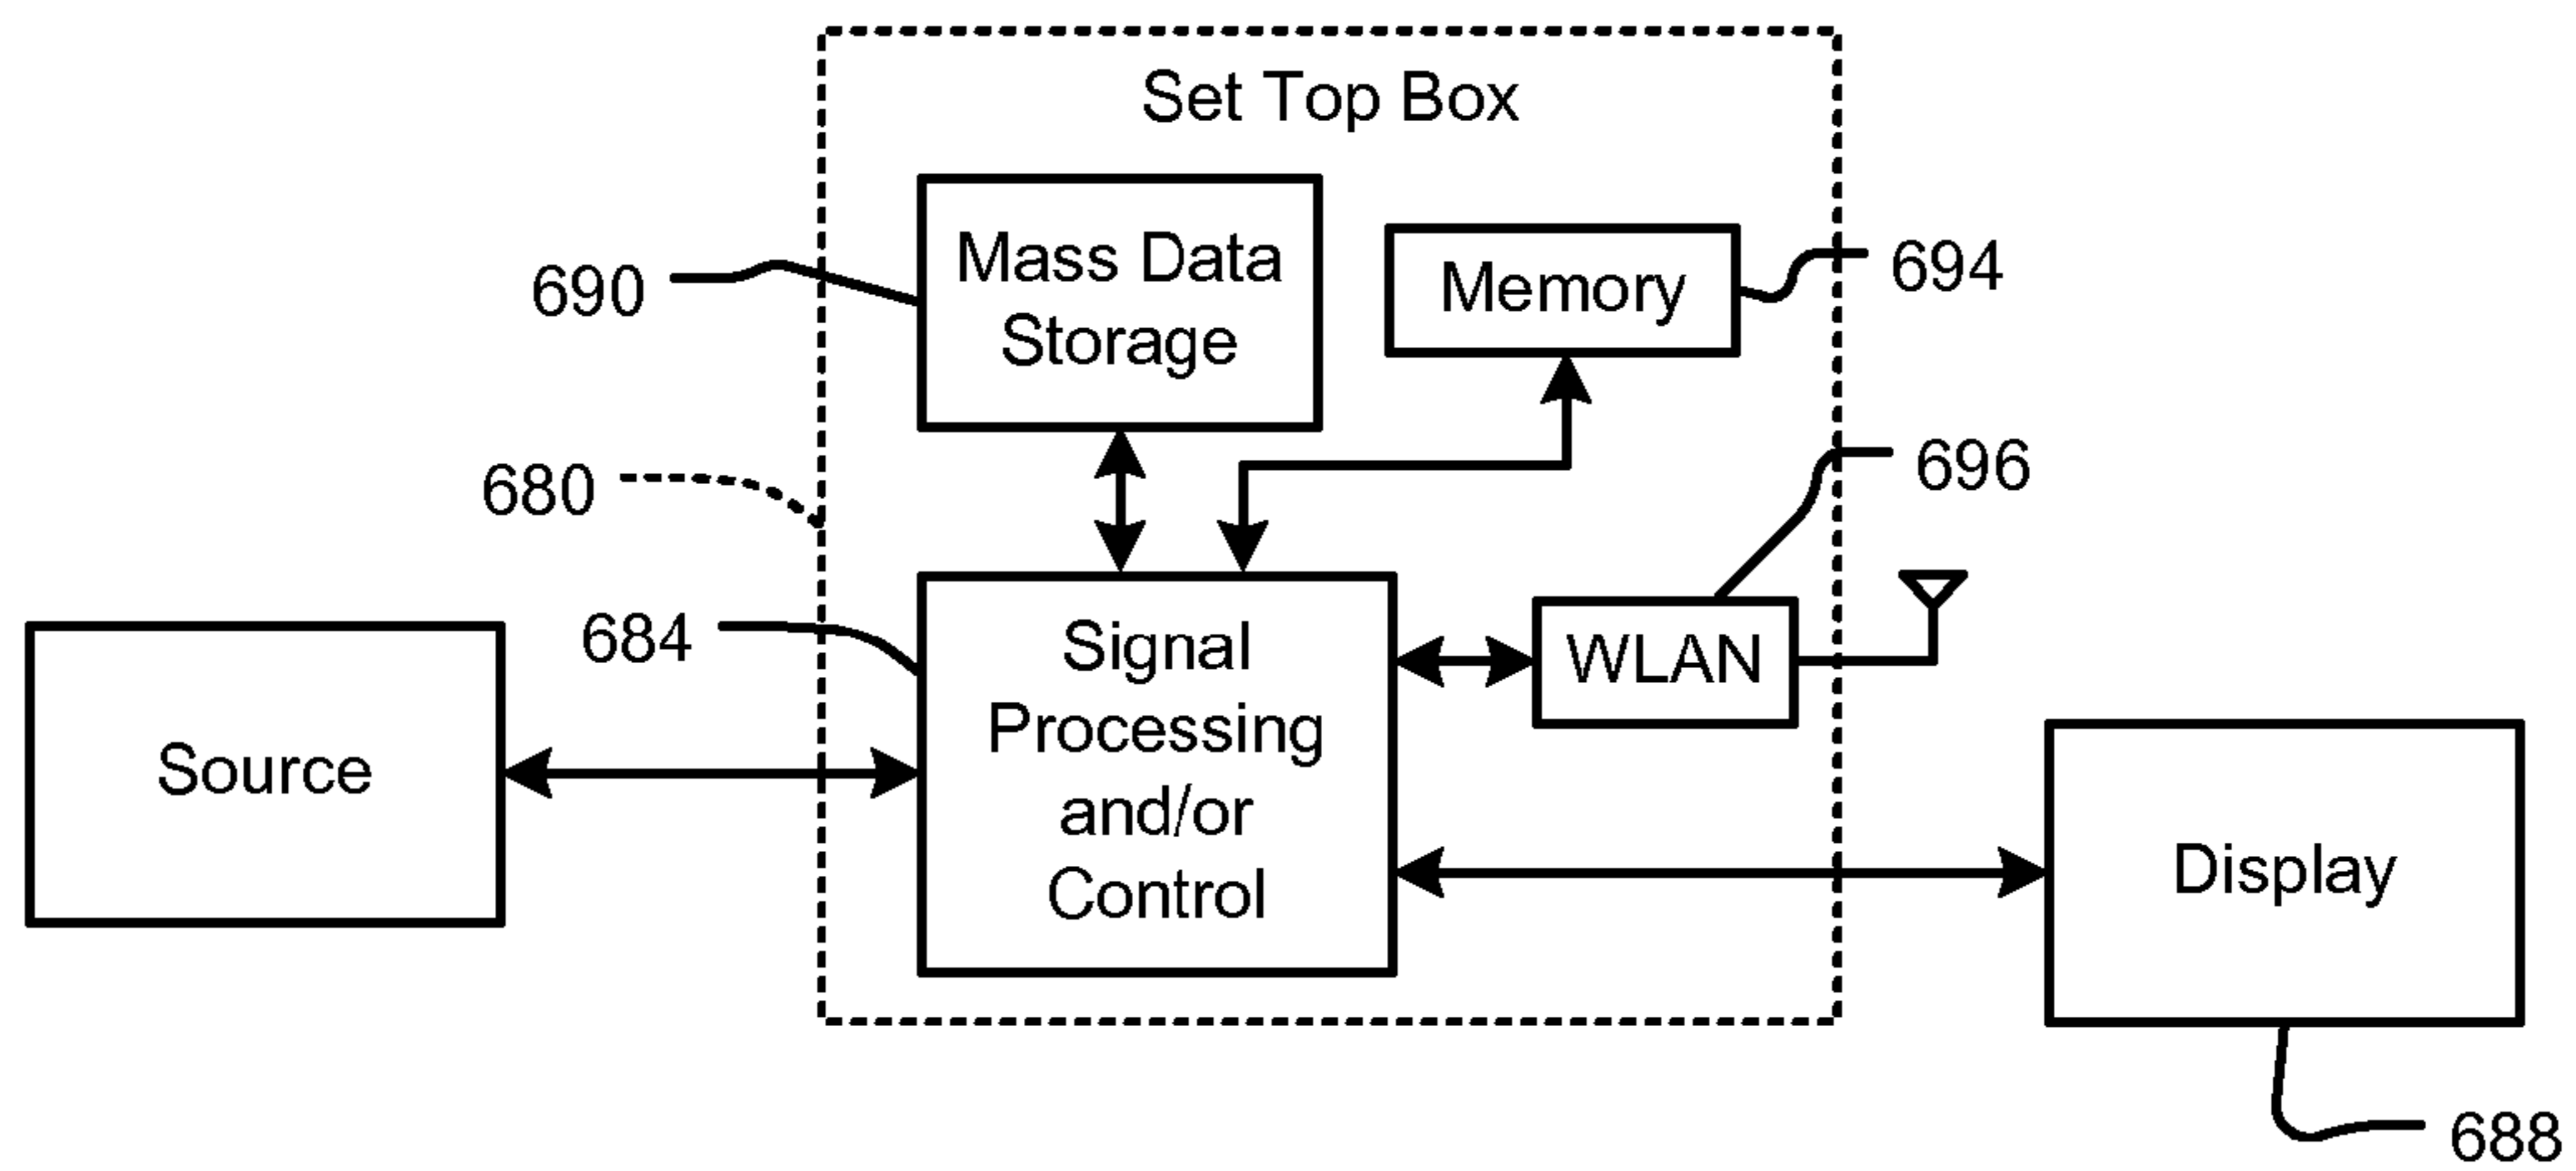 Set Top Box
Mass Data
Storage
690
Memory
694
680
696
684
Signal
Processing
and/or
Control
WLAN
Source
Display
688